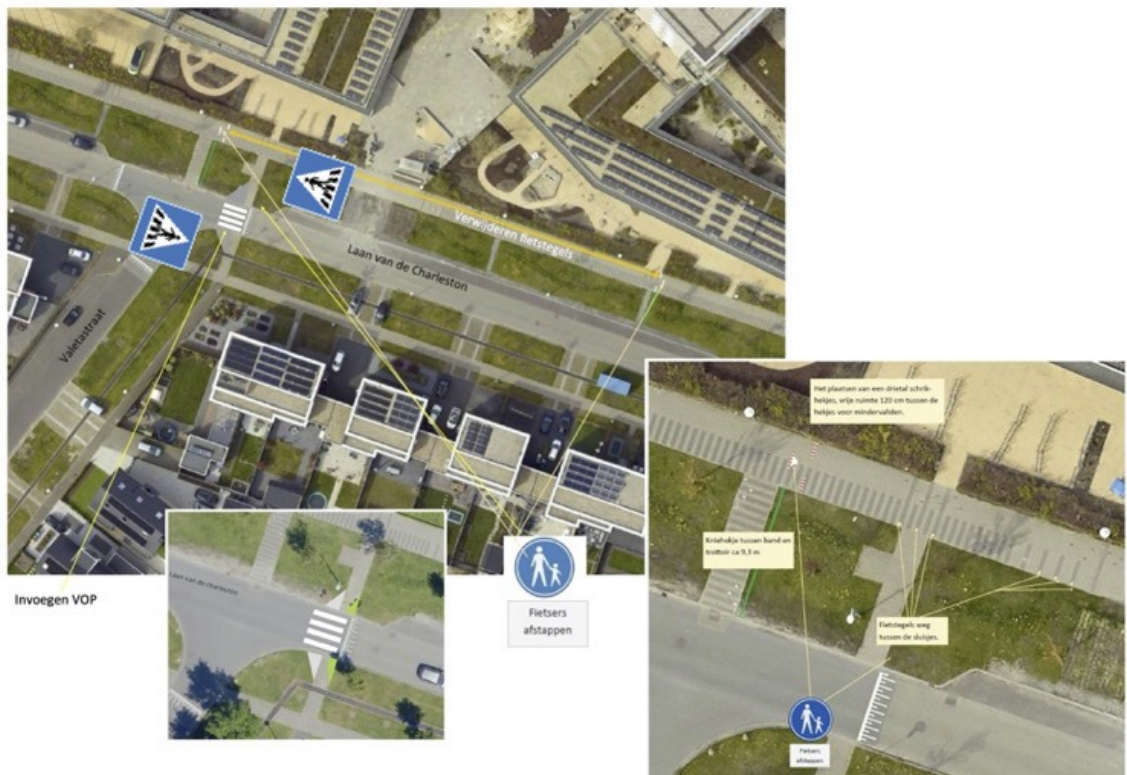 Verwijderen fietstegels
Laan van de Charleston
Valetastraat
Invoegen VOP
Laan van de charleston
Fietsers
afstappen
Het plaatsen van een drietal schrik-
hekjes, vrije ruimte 120 cm tussen de
hekjes voor mindervaliden.
Kniehekje tussen band en
trottoir ca 9,3 m
Fietstegels weg
tussen de sluisjes.
Fietsers
afstappen